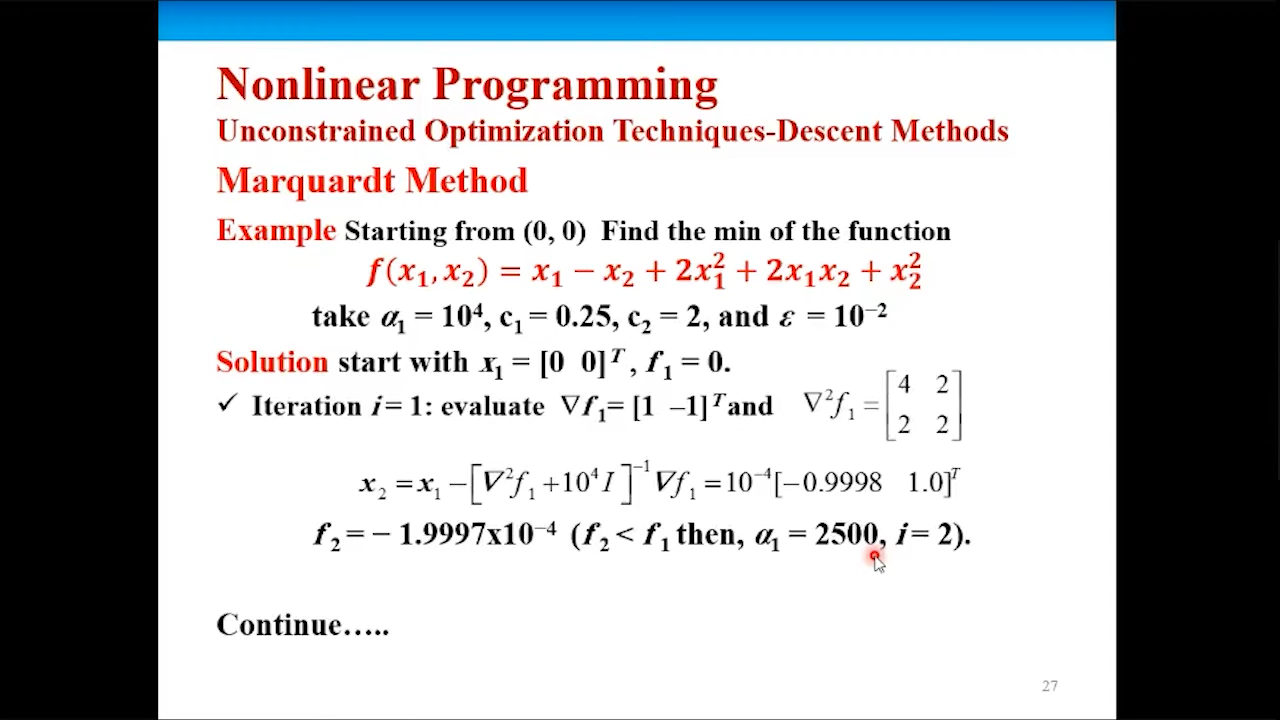 Nonlinear Programming
Unconstrained Optimization Techniques-Descent Methods
Marquardt Method
Example Starting from (0, 0) Find the min of the function
f(x₁, x₂) = x₁ − x₂ + 2x₁² + 2x₁x₂ + x₂²
take α₁ = 10⁴, c₁ = 0.25, c₂ = 2, and ε = 10⁻²
Solution start with x₁ = [0 0]ᵀ, f₁ = 0.
✓ Iteration i = 1: evaluate ∇f₁= [1 –1]ᵀ and ∇²f₁ = [4 2; 2 2]
x₂ = x₁ − [∇²f₁ + 10⁴ I]⁻¹ ∇f₁ = 10⁻⁴[−0.9998 1.0]ᵀ
f₂ = − 1.9997x10⁻⁴ (f₂ < f₁ then, α₁ = 2500, i = 2).
Continue…..
27